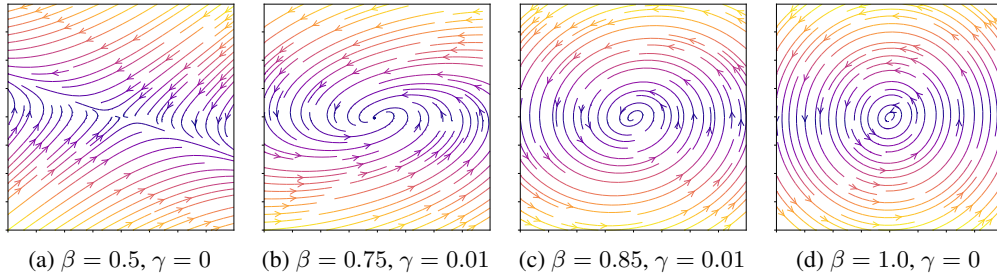 (a) β = 0.5, γ = 0
(b) β = 0.75, γ = 0.01
(c) β = 0.85, γ = 0.01
(d) β = 1.0, γ = 0